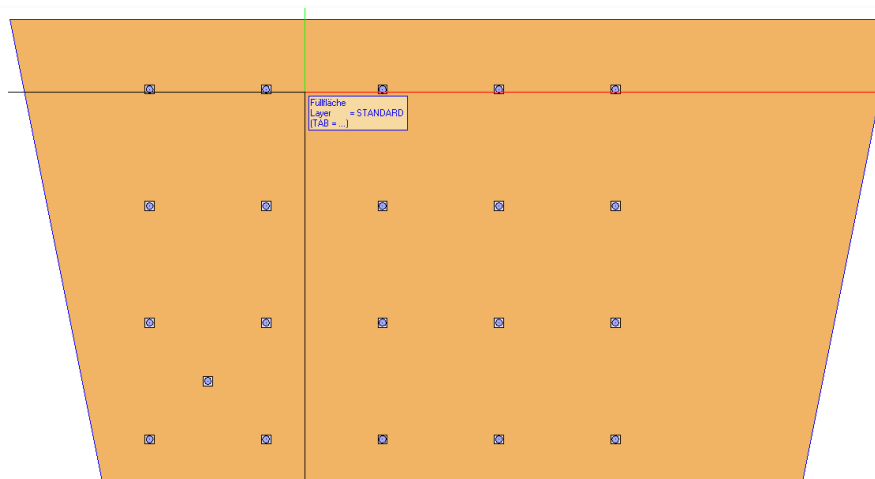 Füllfläche
Layer = STANDARD
(TAB = ...)